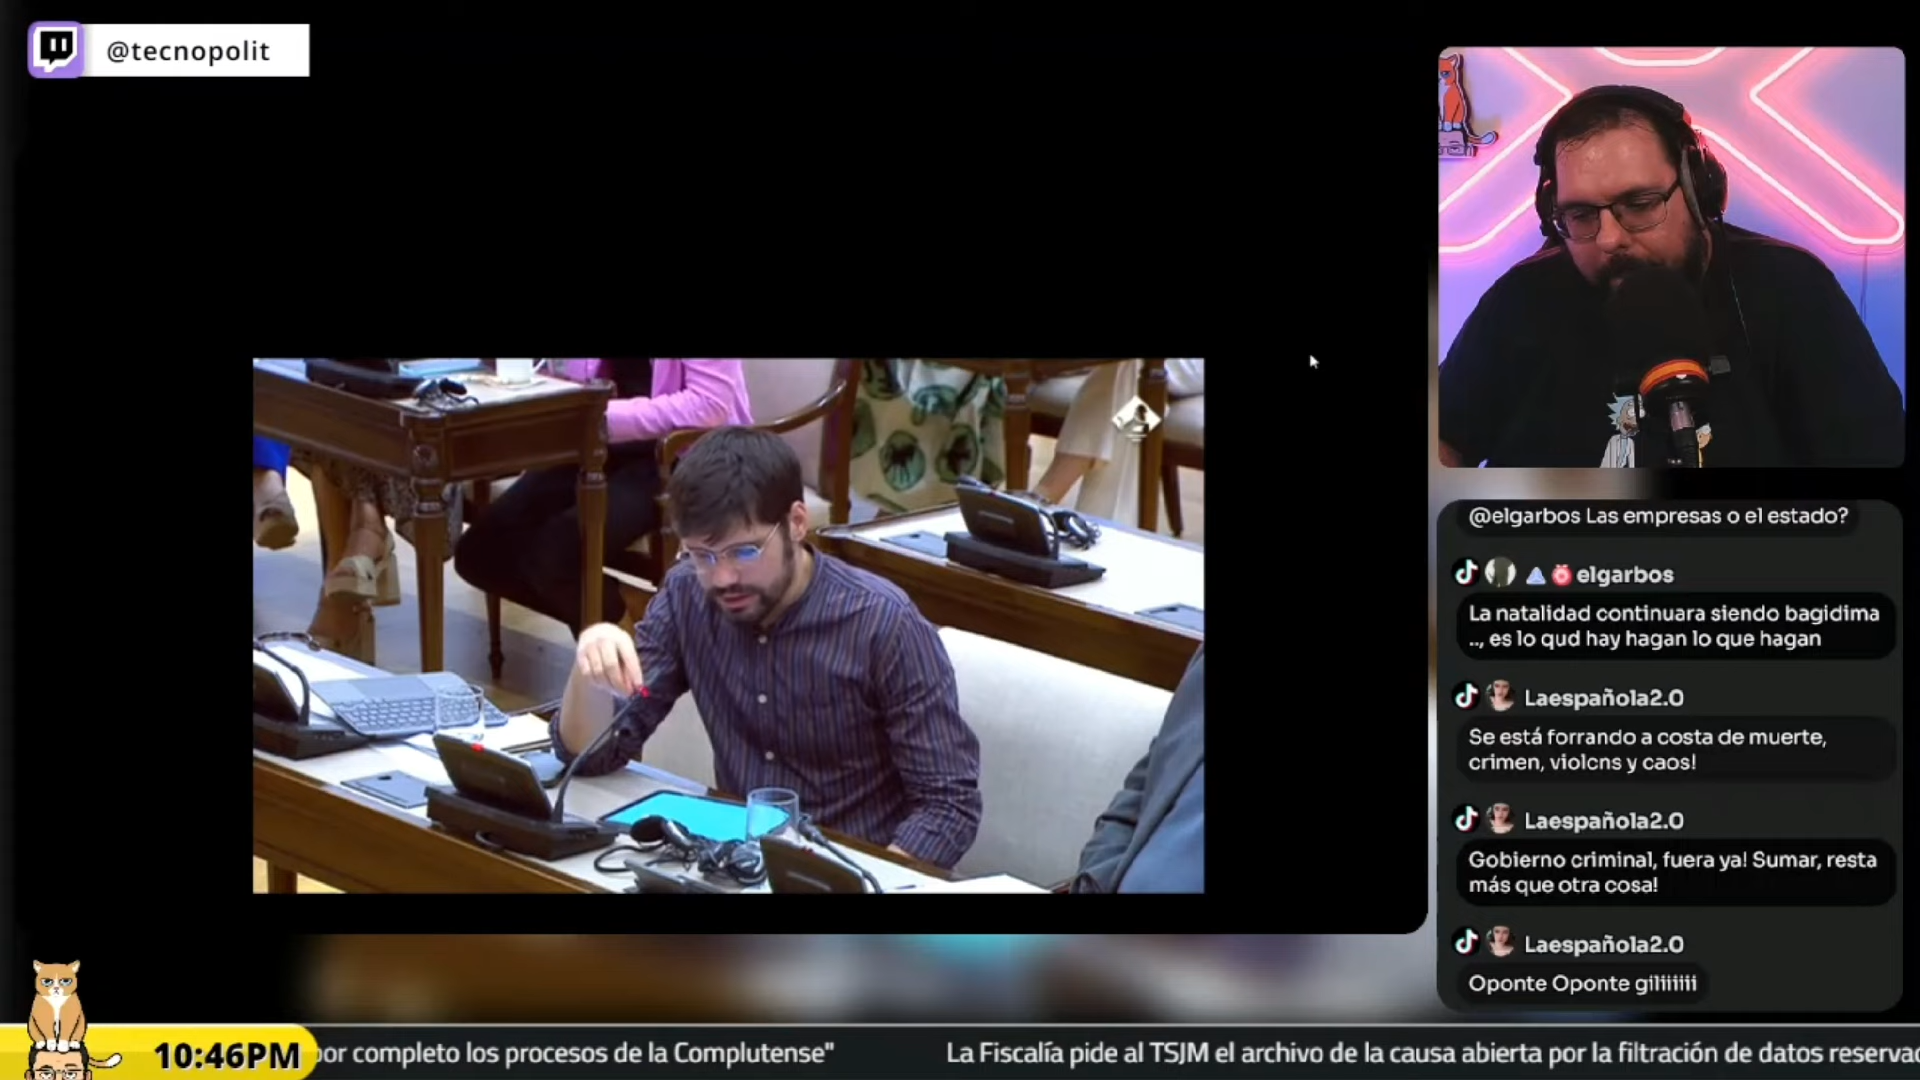 @tecnopolit
@elgarbos Las empresas o el estado?
elgarbos
La natalidad continuara siendo bagidima
.., es lo qud hay hagan lo que hagan
Laespañola2.0
Se está forrando a costa de muerte,
crimen, violcns y caos!
Laespañola2.0
Gobierno criminal, fuera ya! Sumar, resta
más que otra cosa!
Laespañola2.0
Oponte Oponte giliiiiii
10:46PM
por completo los procesos de la Complutense" La Fiscalía pide al TSJM el archivo de la causa abierta por la filtración de datos reservac